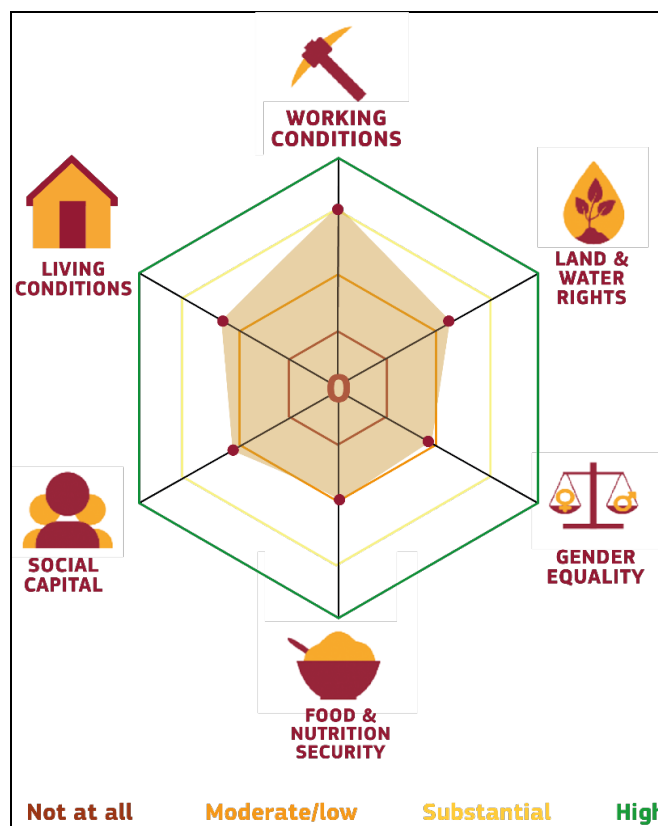 WORKING
CONDITIONS
LIVING
CONDITIONS
LAND &
WATER
RIGHTS
0
SOCIAL
CAPITAL
GENDER
EQUALITY
FOOD &
NUTRITION
SECURITY
Not at all Moderate/low Substantial High